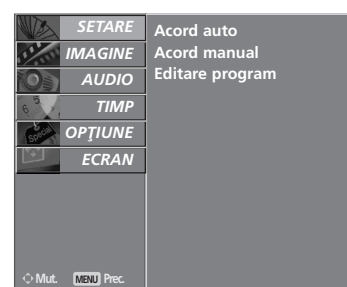 SETARE
IMAGINE
AUDIO
TIMP
OPŢIUNE
ECRAN
Acord auto
Acord manual
Editare program
Mut. MENU Prec.